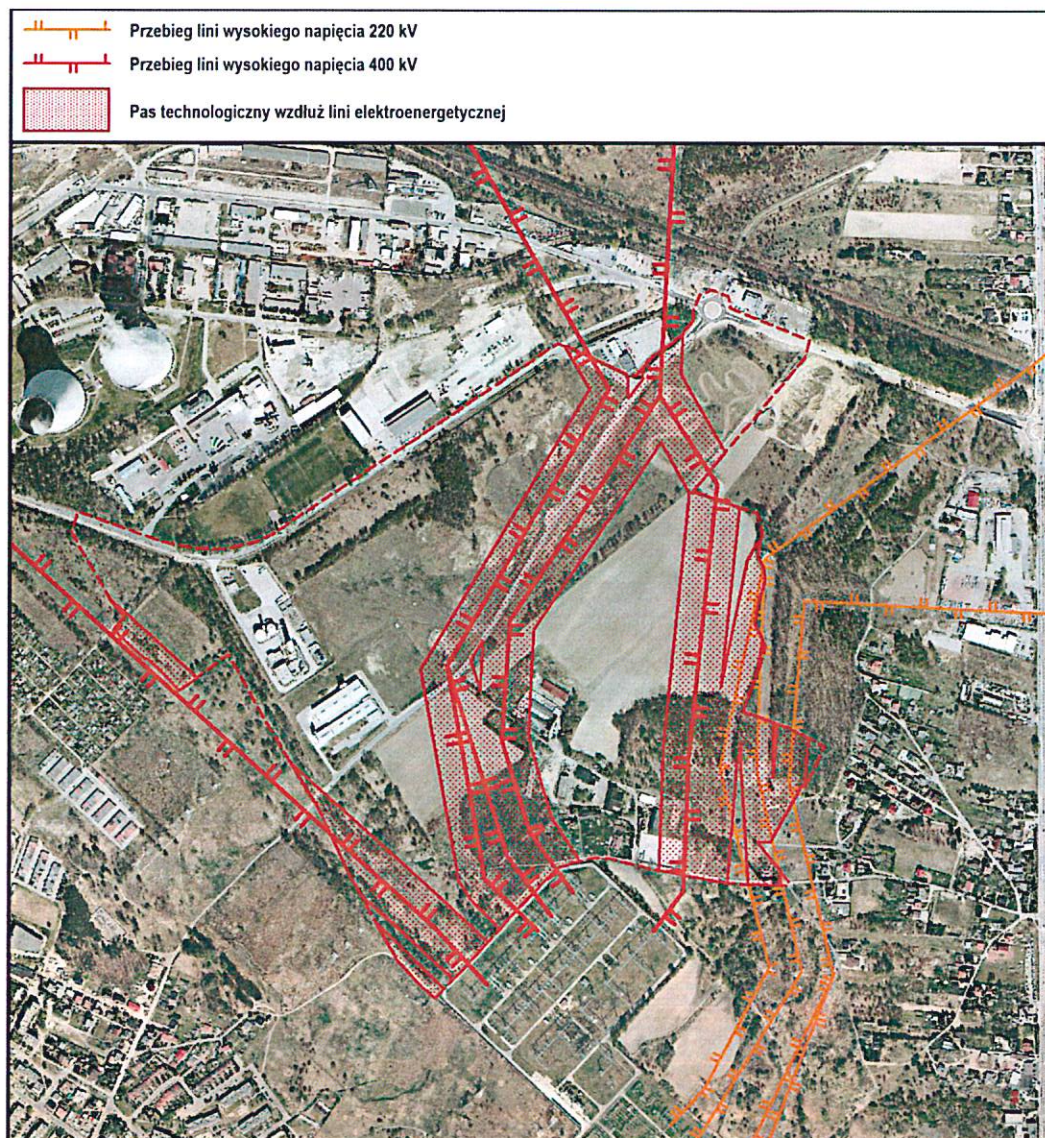 Przebieg lini wysokiego napięcia 220 kV
Przebieg lini wysokiego napięcia 400 kV
Pas technologiczny wzdłuż lini elektroenergetycznej